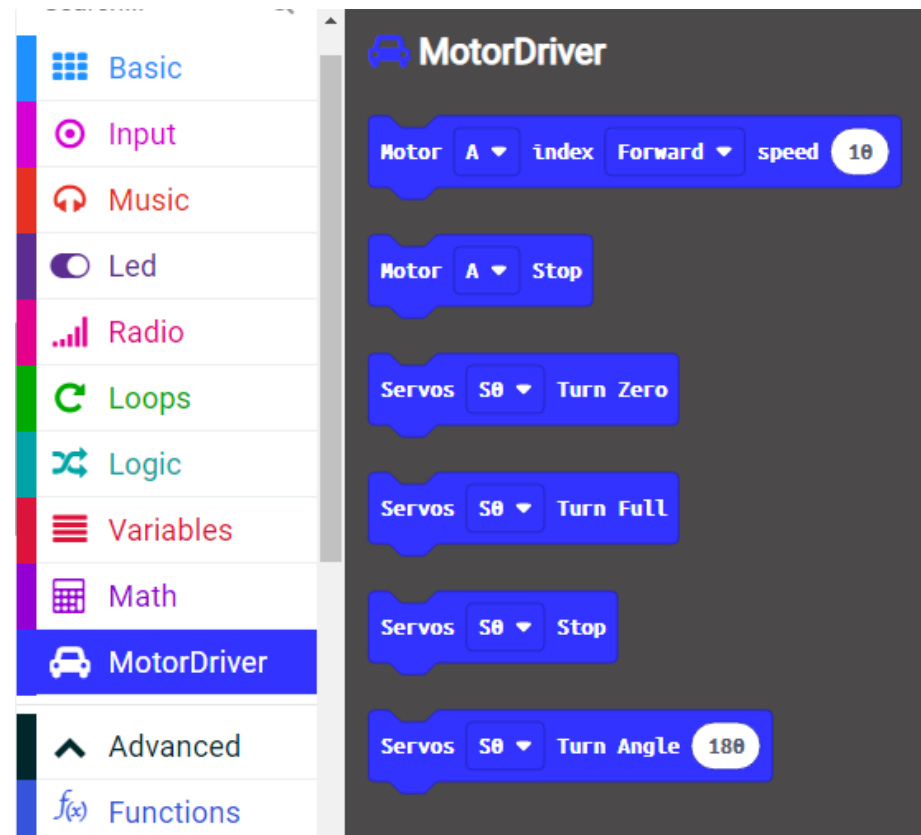 Search...
Basic
Input
Music
Led
Radio
Loops
Logic
Variables
Math
MotorDriver
Advanced
f(x) Functions
MotorDriver
Motor A index Forward speed 10
Motor A Stop
Servos S0 Turn Zero
Servos S0 Turn Full
Servos S0 Stop
Servos S0 Turn Angle 180